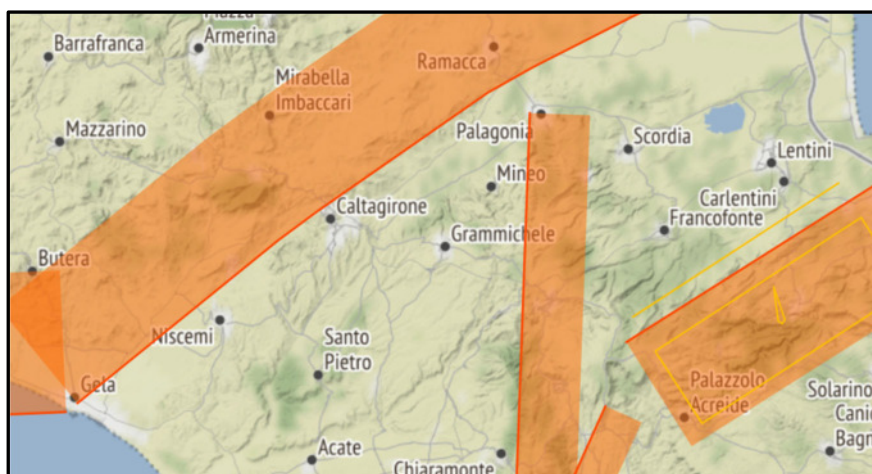 Piazza
Armerina
Barrafranca
Ramacca
Mirabella
Imbaccari
Mazzarino
Palagonia
Scordia
Lentini
Mineo
Carlentini
Caltagirone
Francofonte
Grammichele
Butera
Niscemi
Santo
Pietro
Gela
Palazzolo
Acreide
Solarino
Cani
Bagn
Acate
Chiaramonte